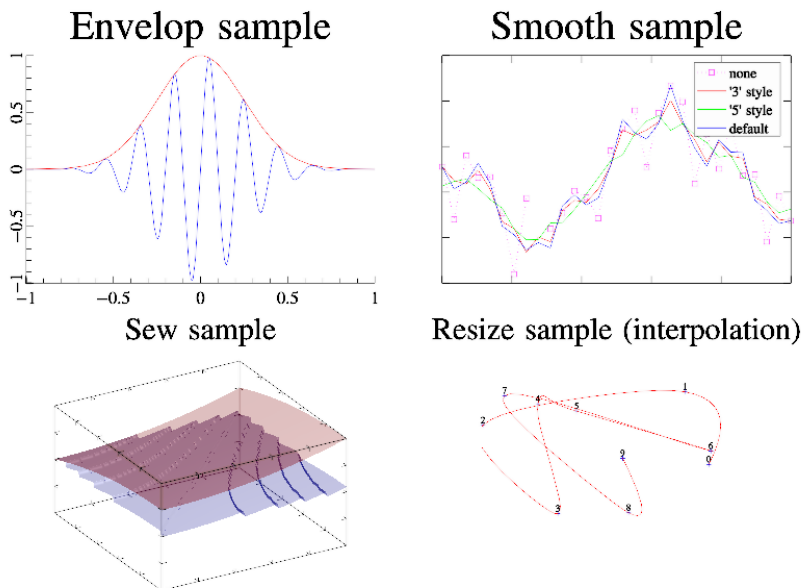 Envelop sample
Smooth sample
1
0.5
0
−0.5
−1
−1
−0.5
0
0.5
1
none
'3' style
'5' style
default
Sew sample
Resize sample (interpolation)
7
4
5
1
2
6
0
9
3
8